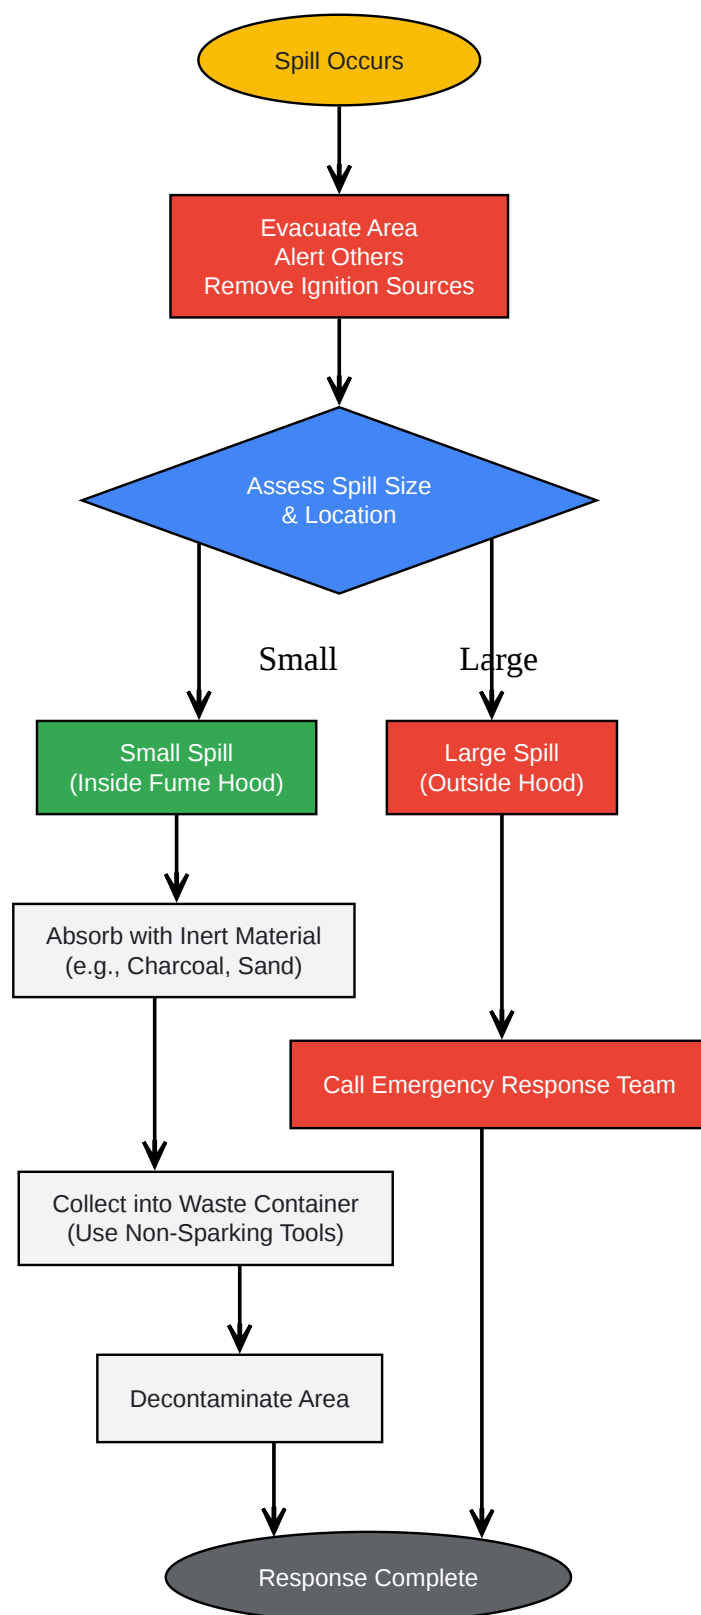 Spill Occurs
Evacuate Area
Alert Others
Remove Ignition Sources
Assess Spill Size
& Location
Small
Large
Small Spill
(Inside Fume Hood)
Large Spill
(Outside Hood)
Absorb with Inert Material
(e.g., Charcoal, Sand)
Call Emergency Response Team
Collect into Waste Container
(Use Non-Sparking Tools)
Decontaminate Area
Response Complete